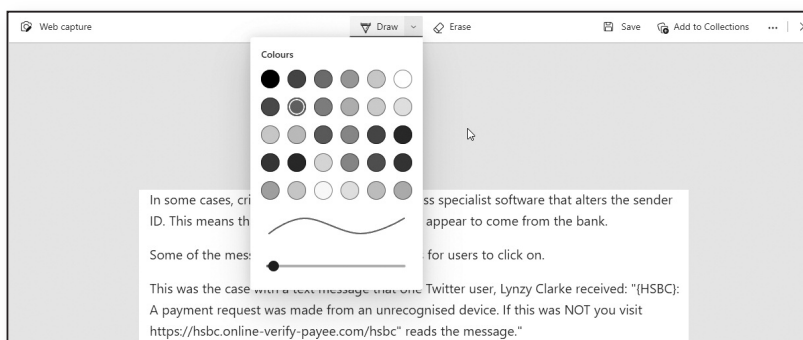 Web capture Draw Erase Save Add to Collections
Colours
In some cases, cri ss specialist software that alters the sender
ID. This means th appear to come from the bank.
Some of the mess for users to click on.
This was the case with a text message that one Twitter user, Lynzy Clarke received: "{HSBC}:
A payment request was made from an unrecognised device. If this was NOT you visit
https://hsbc.online-verify-payee.com/hsbc" reads the message."